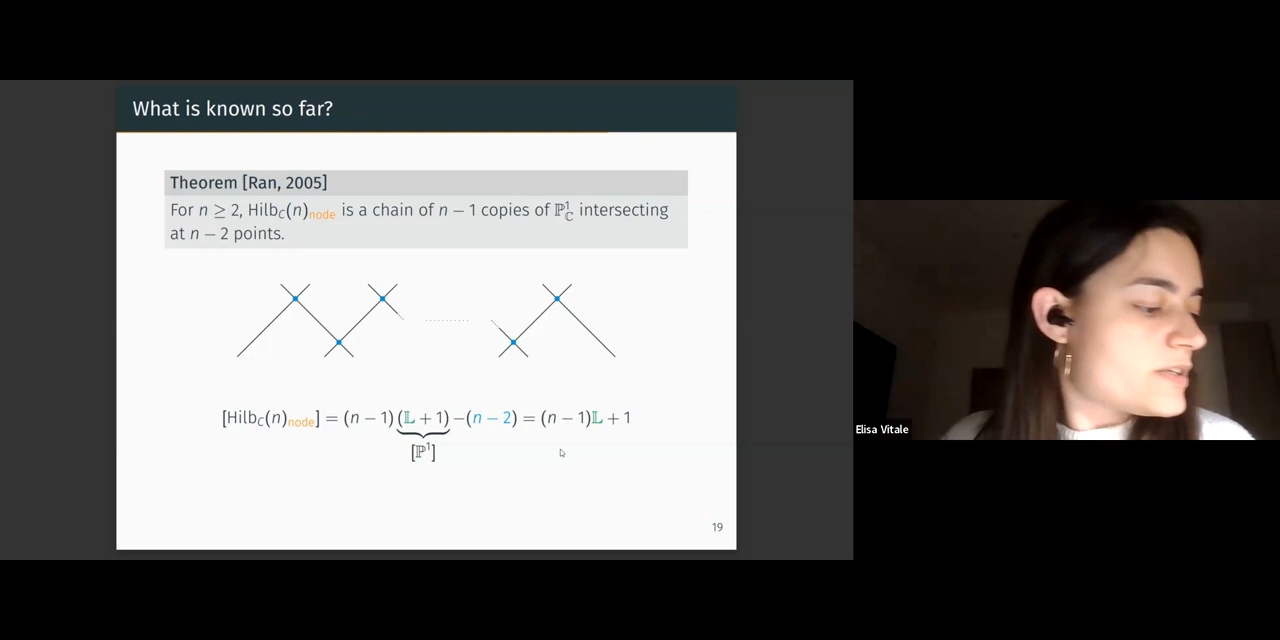 What is known so far?
Theorem [Ran, 2005]
For n ≥ 2, Hilb_C(n)_node is a chain of n − 1 copies of ℙ¹_ℂ intersecting
at n − 2 points.
[Hilb_C(n)_node] = (n − 1)(𝕃 + 1) −(n − 2) = (n − 1)𝕃 + 1
[ℙ¹]
19
Elisa Vitale